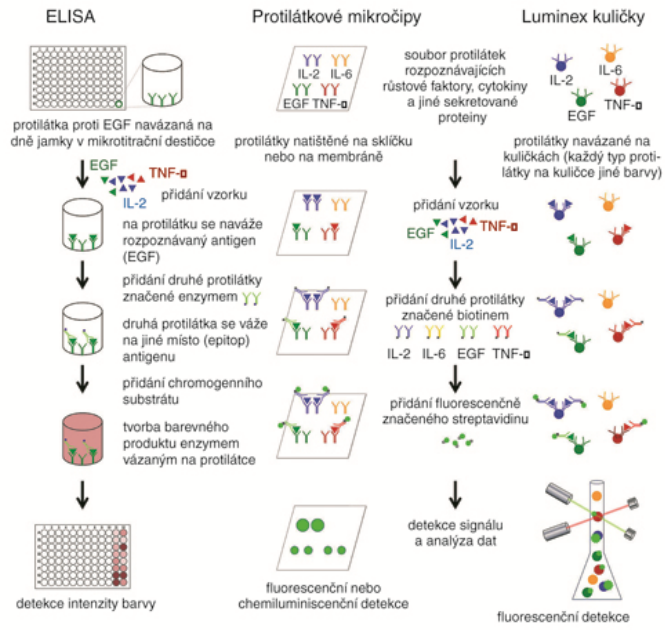 ELISA
protilátka proti EGF navázaná na
dně jamky v mikrotitrační destičce
EGF
TNF-▯
IL-2
přidání vzorku
na protilátku se naváže
rozpoznávaný antigen
(EGF)
přidání druhé protilátky
značené enzymem
druhá protilátka se váže
na jiné místo (epitop)
antigenu
přidání chromogenního
substrátu
tvorba barevného
produktu enzymem
vázaným na protilátce
detekce intenzity barvy
Protilátkové mikročipy
IL-2 IL-6
EGF TNF-▯
protilátky natištěné na sklíčku
nebo na membráně
fluorescenční nebo
chemiluminiscenční detekce
soubor protilátek
rozpoznávajících
růstové faktory, cytokiny
a jiné sekretované
proteiny
přidání vzorku
EGF
TNF-▯
IL-2
přidání druhé protilátky
značené biotinem
IL-2 IL-6 EGF TNF-▯
přidání fluorescenčně
značeného streptavidinu
detekce signálu
a analýza dat
Luminex kuličky
IL-2
IL-6
EGF
TNF-▯
protilátky navázané na
kuličkách (každý typ proti-
látky na kuličce jiné barvy)
fluorescenční detekce